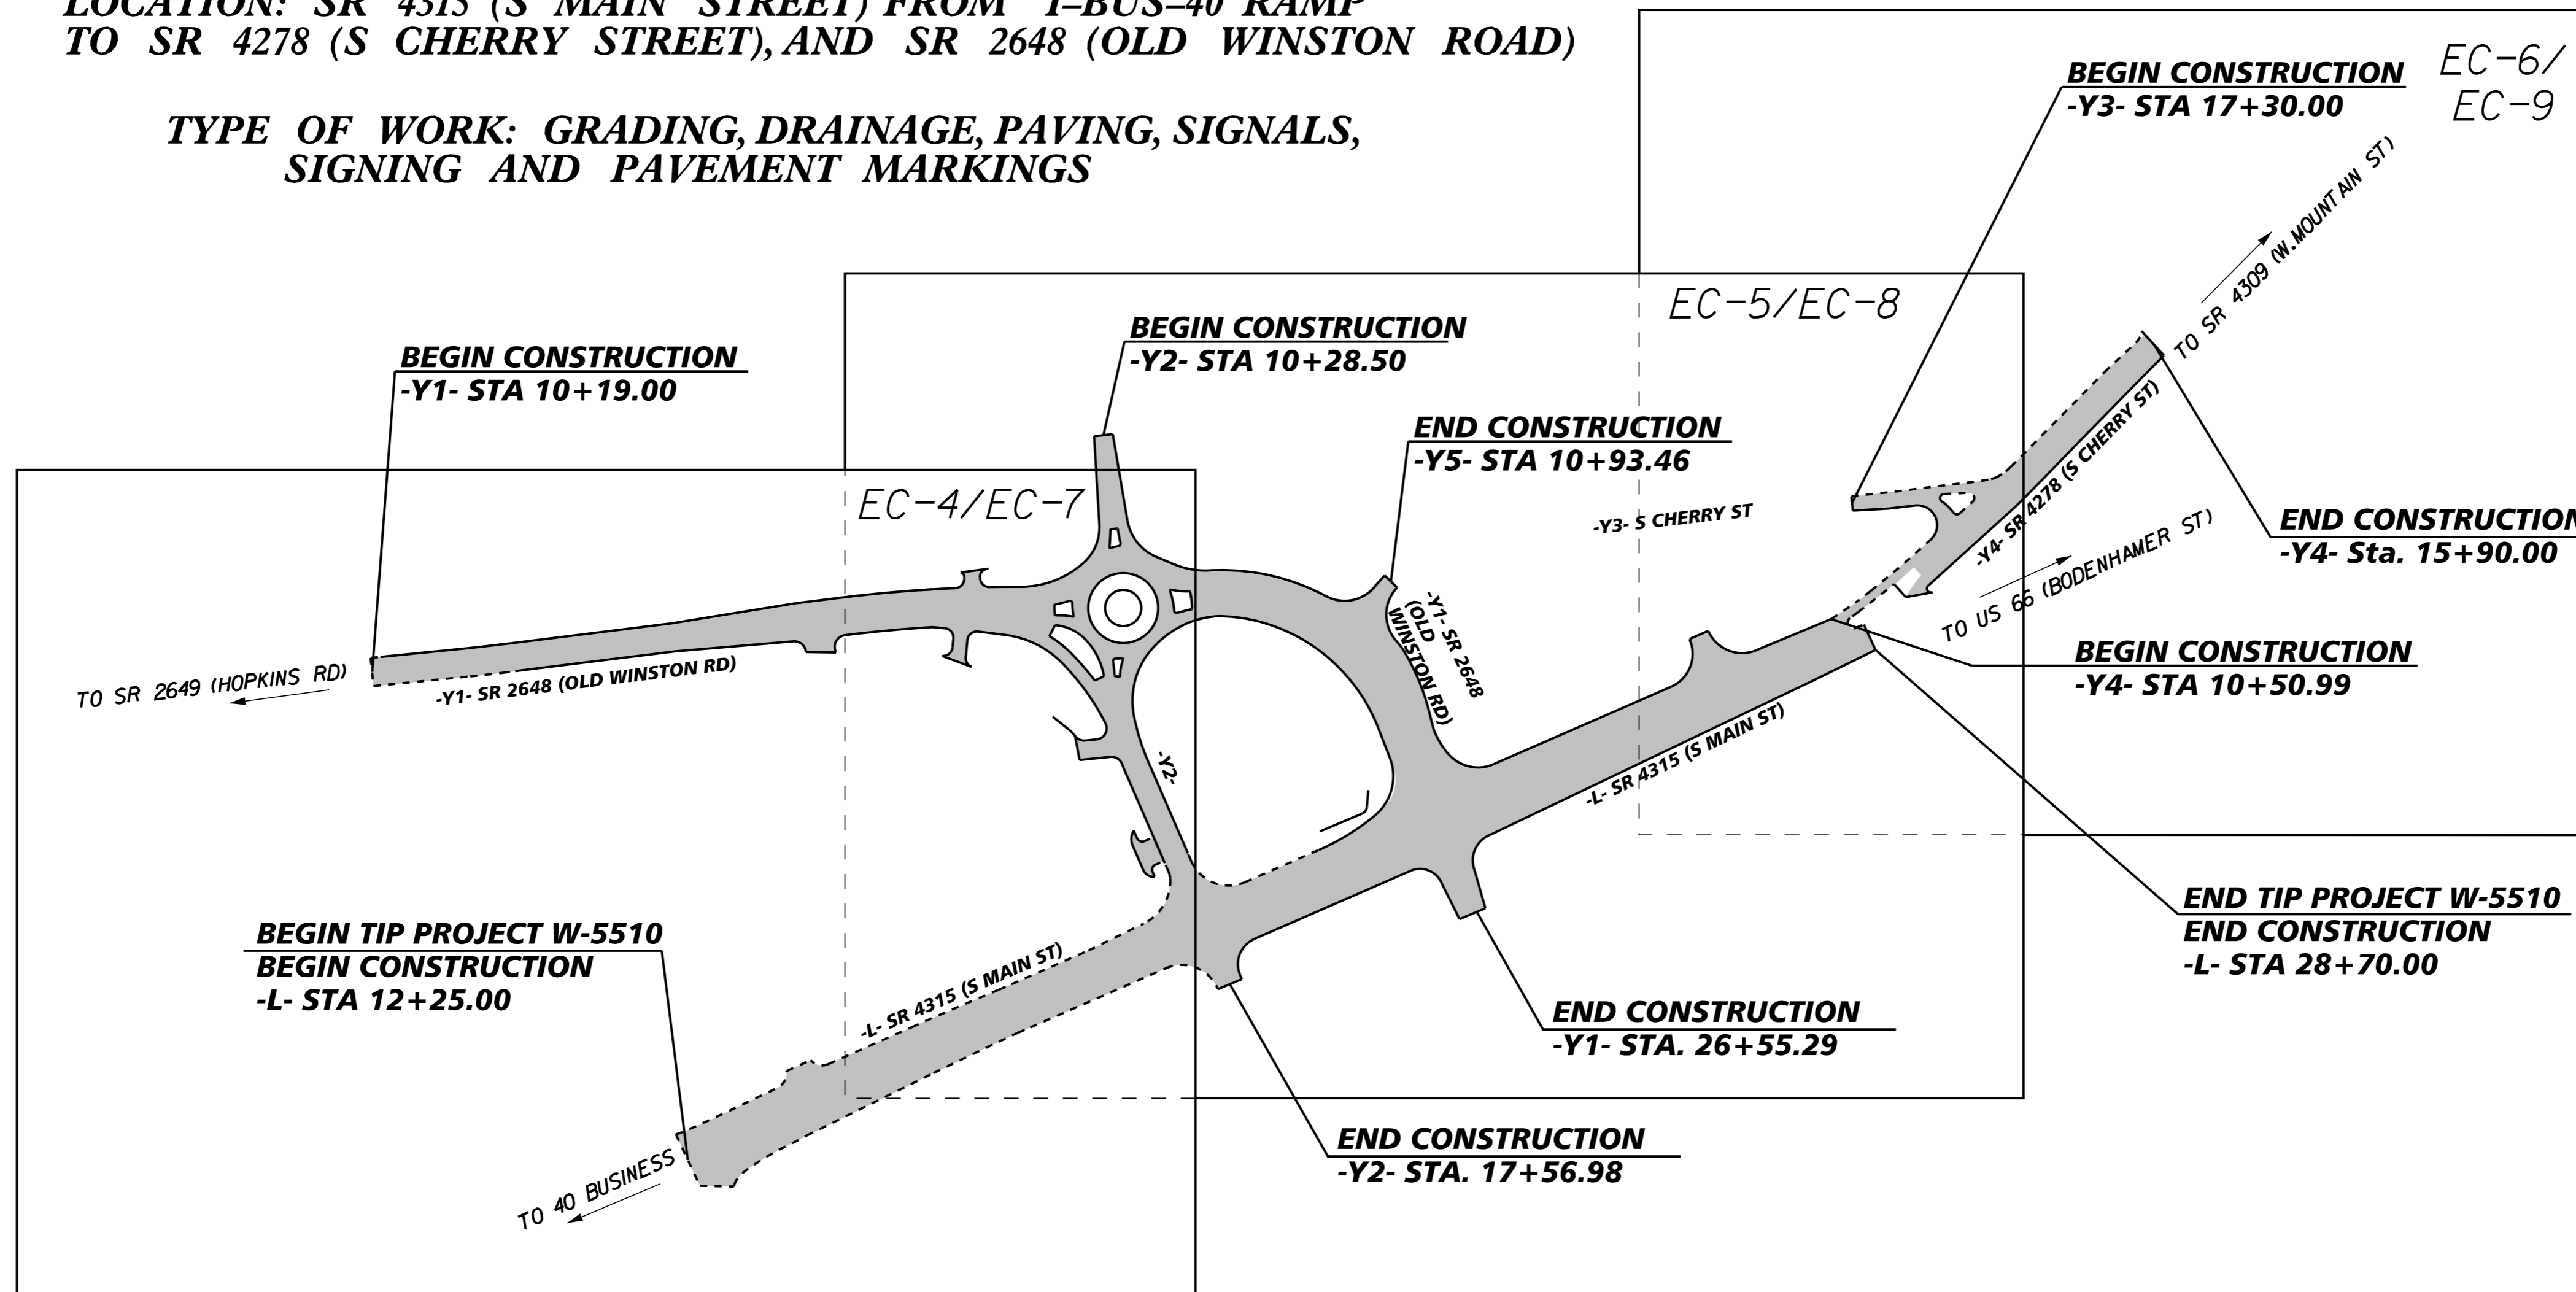 LOCATION: SR 4315 (S MAIN STREET) FROM I-BUS-40 RAMP
TO SR 4278 (S CHERRY STREET), AND SR 2648 (OLD WINSTON ROAD)
TYPE OF WORK: GRADING, DRAINAGE, PAVING, SIGNALS,
SIGNING AND PAVEMENT MARKINGS
EC-6/
EC-9
BEGIN CONSTRUCTION
-Y3- STA 17+30.00
TO SR 4309 (W.MOUNTAIN ST)
EC-5/EC-8
BEGIN CONSTRUCTION
-Y2- STA 10+28.50
BEGIN CONSTRUCTION
-Y1- STA 10+19.00
END CONSTRUCTION
-Y5- STA 10+93.46
EC-4/EC-7
-Y3- S CHERRY ST
-Y4- SR 4278 (S CHERRY ST)
END CONSTRUCTION
-Y4- Sta. 15+90.00
TO US 66 (BODENHAMER ST)
-Y1- SR 2648
(OLD
WINSTON RD)
TO SR 2649 (HOPKINS RD)
-Y1- SR 2648 (OLD WINSTON RD)
BEGIN CONSTRUCTION
-Y4- STA 10+50.99
-Y2-
-L- SR 4315 (S MAIN ST)
END TIP PROJECT W-5510
END CONSTRUCTION
-L- STA 28+70.00
BEGIN TIP PROJECT W-5510
BEGIN CONSTRUCTION
-L- STA 12+25.00
-L- SR 4315 (S MAIN ST)
END CONSTRUCTION
-Y1- STA. 26+55.29
END CONSTRUCTION
-Y2- STA. 17+56.98
TO 40 BUSINESS